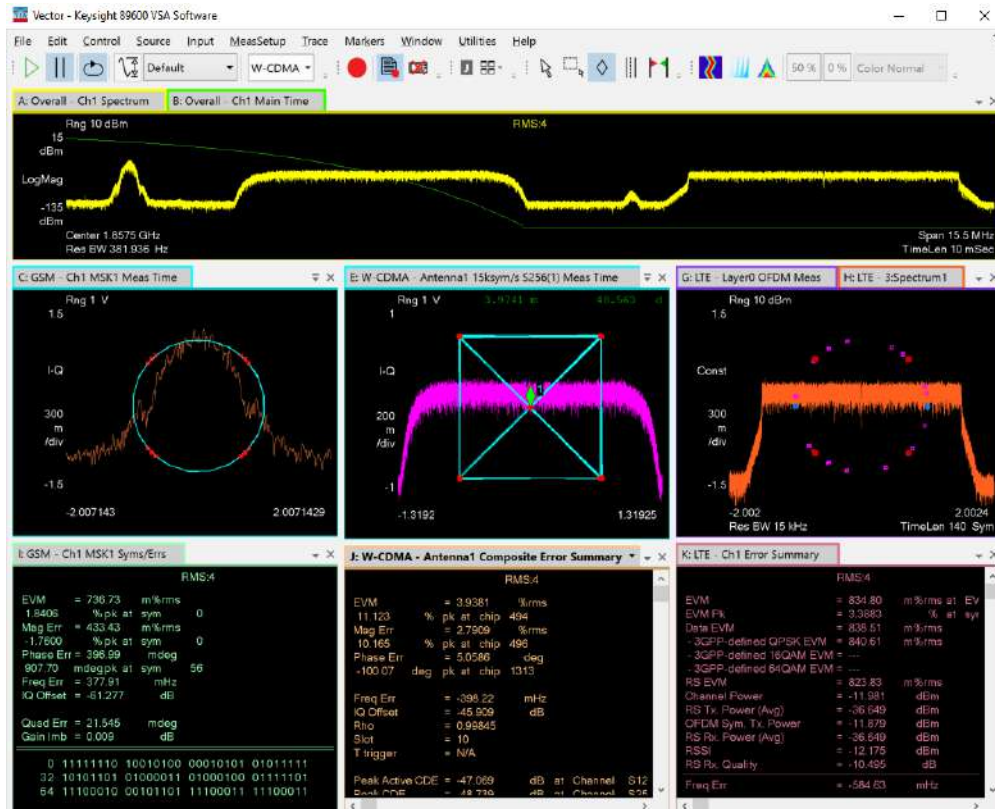 Vector - Keysight 89600 VSA Software
File Edit Control Source Input MeasSetup Trace Markers Window Utilities Help
Default W-CDMA 50 % 0 % Color Normal
A: Overall - Ch1 Spectrum B: Overall - Ch1 Main Time
Rng 10 dBm RMS:4
15
dBm
LogMag
-135
dBm
Center 1.8575 GHz Span 15.5 MHz
Res BW 381.936 Hz TimeLen 10 mSec
C: GSM - Ch1 MSK1 Meas Time
Rng 1 V
1.5
I-Q
300
m
/div
-1.5
-2.007143 2.0071429
E: W-CDMA - Antenna1 15ksym/s S256(1) Meas Time
Rng 1 V 3.9741 m 48.563 d
1
I-Q
1
200
m
/div
-1
-1.3192 1.31925
G: LTE - Layer0 OFDM Meas H: LTE - 3:Spectrum1
Rng 10 dBm
1.5
Const
300
m
/div
-1.5
-2.002 2.0024
Res BW 15 kHz TimeLen 140 Sym
I: GSM - Ch1 MSK1 Syms/Errs
RMS:4
EVM = 736.73 m%rms
1.8406 %pk at sym 0
Mag Err = 433.43 m%rms
-1.7600 %pk at sym 0
Phase Err = 396.99 mdeg
907.70 mdegpk at sym 56
Freq Err = 377.91 mHz
IQ Offset = -61.277 dB
Quad Err = 21.545 mdeg
Gain Imb = 0.009 dB
0 11111110 10010100 00010101 01011111
32 10101101 01000011 01000100 01111101
64 11100010 00101101 11100011 11100011
J: W-CDMA - Antenna1 Composite Error Summary
RMS:4
EVM = 3.9381 %rms
11.123 % pk at chip 494
Mag Err = 2.7909 %rms
10.165 % pk at chip 496
Phase Err = 5.0586 deg
-100.07 deg pk at chip 1313
Freq Err = -396.22 mHz
IQ Offset = -45.909 dB
Rho = 0.99845
Slot = 10
T trigger = N/A
Peak Active CDE = -47.069 dB at Channel S12
Peak CDE = -48.739 dB at Channel S25
K: LTE - Ch1 Error Summary
RMS:4
EVM = 834.80 m%rms at EV
EVM Pk = 3.3883 % at sy
Data EVM = 838.51 m%rms
- 3GPP-defined QPSK EVM = 840.61 m%rms
- 3GPP-defined 16QAM EVM = ---
- 3GPP-defined 64QAM EVM = ---
RS EVM = 823.83 m%rms
Channel Power = -11.981 dBm
RS Tx. Power (Avg) = -36.649 dBm
OFDM Sym. Tx. Power = -11.879 dBm
RS Rx. Power (Avg) = -36.649 dBm
RSSI = -12.175 dBm
RS Rx. Quality = -10.495 dB
Freq Err = -584.63 mHz